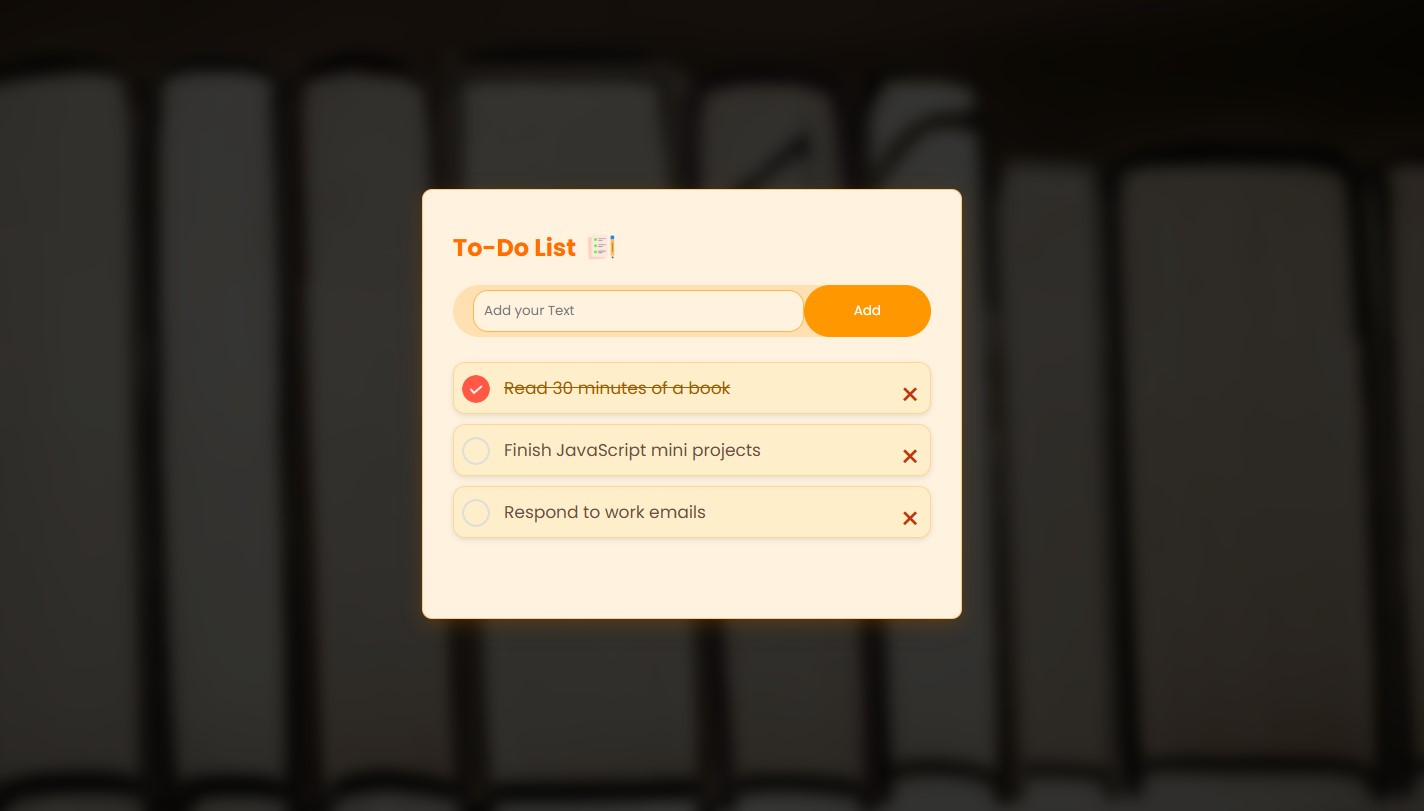 To-Do List
Add your Text
Add
Read 30 minutes of a book
Finish JavaScript mini projects
Respond to work emails